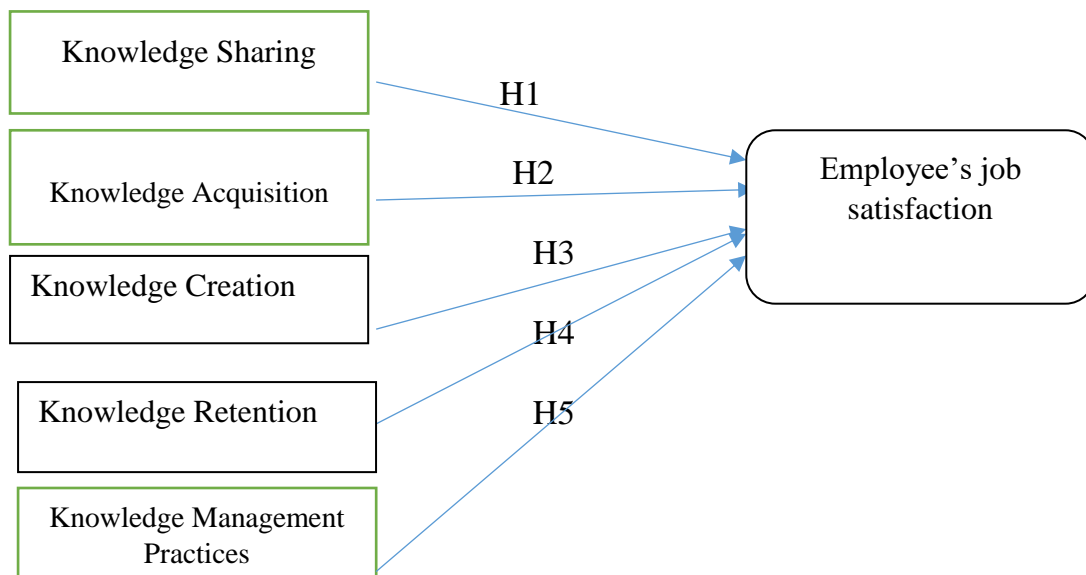 Knowledge Sharing
H1
Employee’s job
satisfaction
Knowledge Acquisition
H2
Knowledge Creation
H3
H4
Knowledge Retention
H5
Knowledge Management
Practices